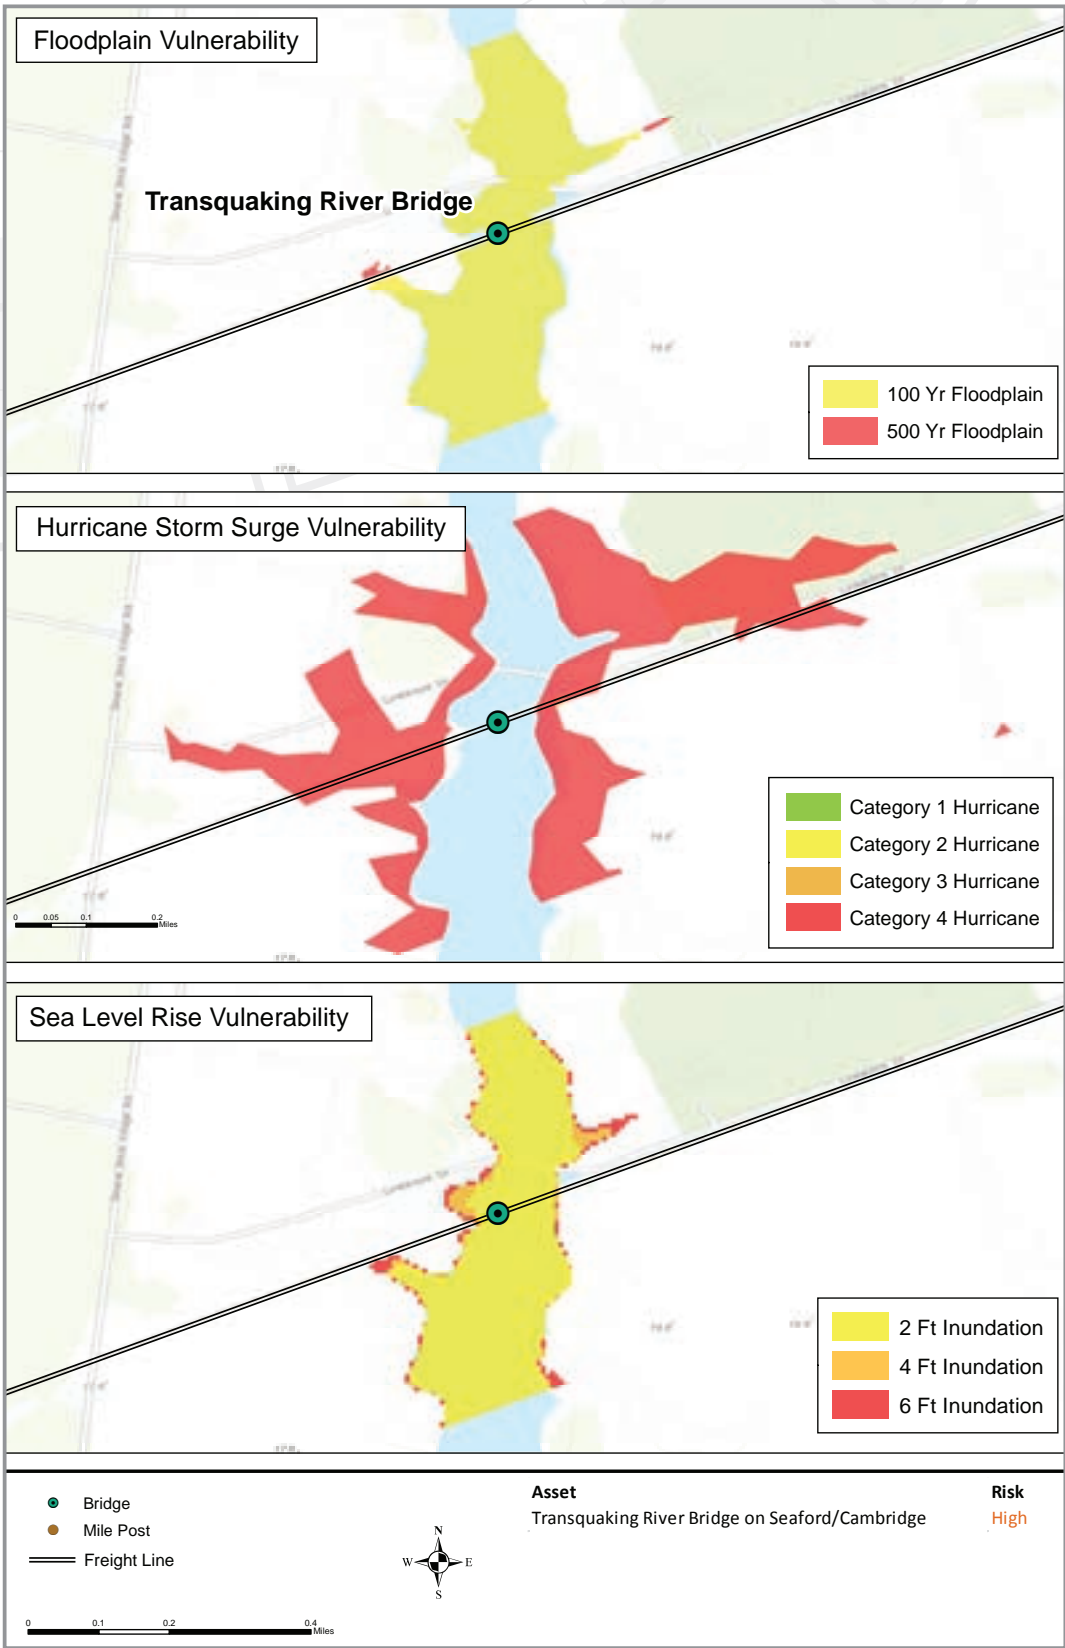 Floodplain Vulnerability
Transquaking River Bridge
100 Yr Floodplain
500 Yr Floodplain
Hurricane Storm Surge Vulnerability
Category 1 Hurricane
Category 2 Hurricane
Category 3 Hurricane
Category 4 Hurricane
0 0.05 0.1 0.2
Miles
Sea Level Rise Vulnerability
2 Ft Inundation
4 Ft Inundation
6 Ft Inundation
Bridge
Mile Post
Freight Line
N
W E
S
Asset Risk
Transquaking River Bridge on Seaford/Cambridge High
0 0.1 0.2 0.4
Miles